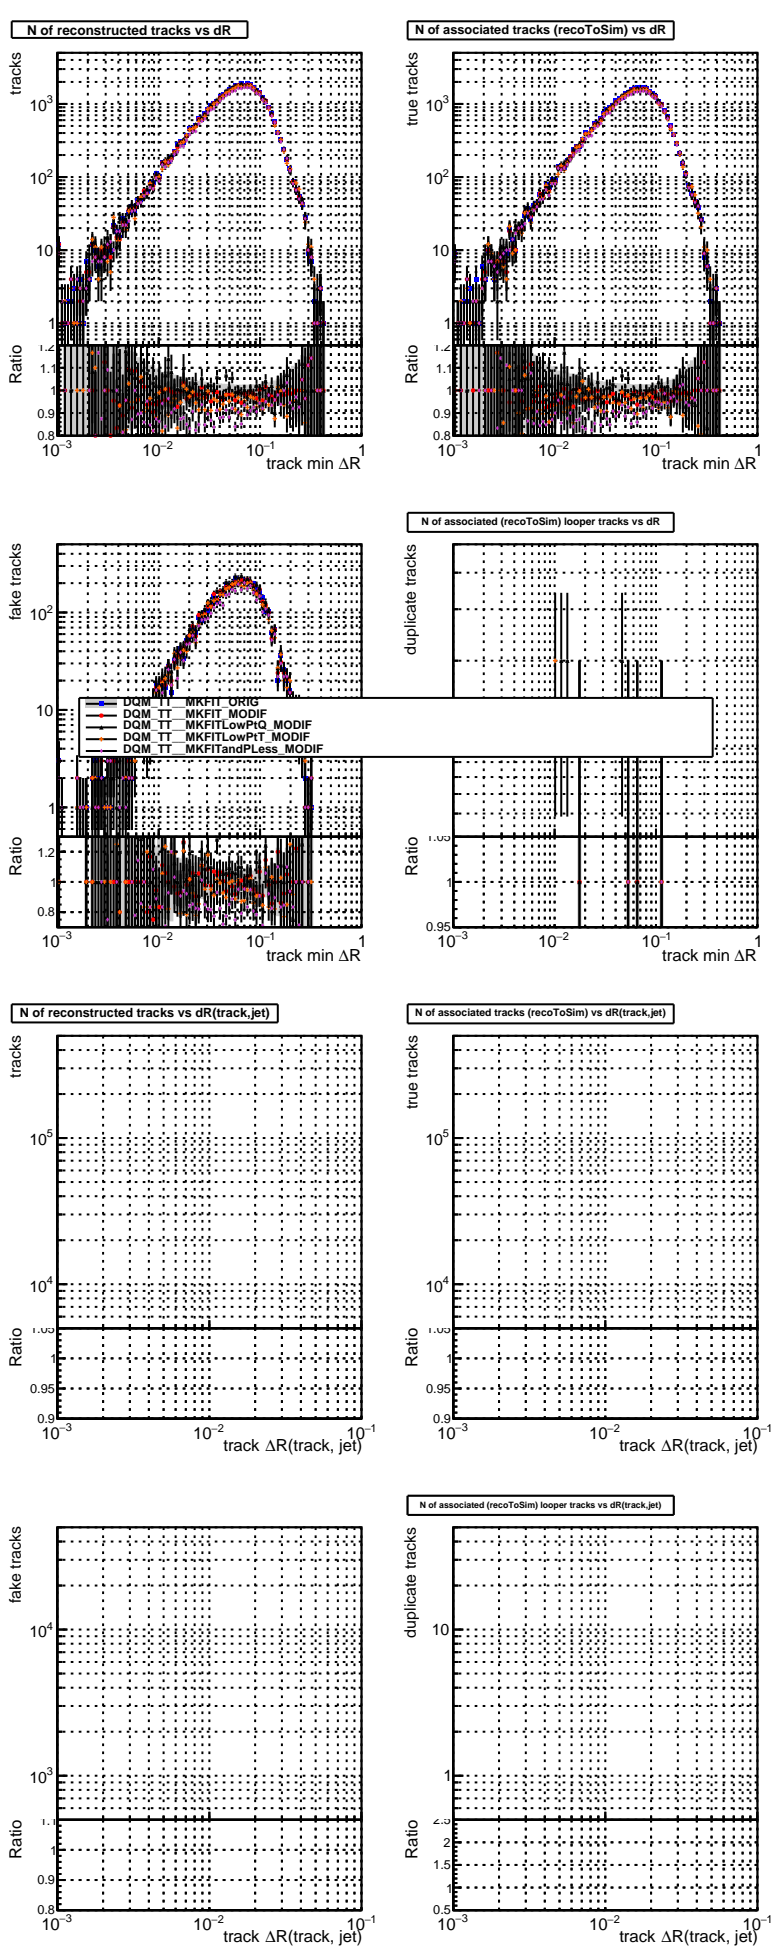 N of reconstructed tracks vs dR
tracks
10³
10²
10
1
Ratio
1.2
1.1
1
0.9
0.8
10⁻³ 10⁻² 10⁻¹ 1
track min ΔR
N of associated tracks (recoToSim) vs dR
true tracks
10³
10²
10
1
Ratio
1.2
1.1
1
0.9
0.8
10⁻³ 10⁻² 10⁻¹ 1
track min ΔR
fake tracks
10²
10
1
Ratio
1.2
1
0.8
10⁻³ 10⁻² 10⁻¹ 1
track min ΔR
N of associated (recoToSim) looper tracks vs dR
duplicate tracks
Ratio
1.05
1
0.95
10⁻³ 10⁻² 10⁻¹ 1
track min ΔR
DQM_TT__MKFIT_ORIG
DQM_TT__MKFIT_MODIF
DQM_TT__MKFITLowPtQ_MODIF
DQM_TT__MKFITLowPtT_MODIF
DQM_TT__MKFITandPLess_MODIF
N of reconstructed tracks vs dR(track,jet)
tracks
10⁵
10⁴
Ratio
1.05
1
0.95
0.9
10⁻³ 10⁻² 10⁻¹
track ΔR(track, jet)
N of associated tracks (recoToSim) vs dR(track,jet)
true tracks
10⁵
10⁴
Ratio
1.05
1
0.95
0.9
10⁻³ 10⁻² 10⁻¹
track ΔR(track, jet)
fake tracks
10⁴
10³
Ratio
1.1
1
0.9
0.8
10⁻³ 10⁻² 10⁻¹
track ΔR(track, jet)
N of associated (recoToSim) looper tracks vs dR(track,jet)
duplicate tracks
10
1
Ratio
2.5
2
1.5
1
0.5
10⁻³ 10⁻² 10⁻¹
track ΔR(track, jet)